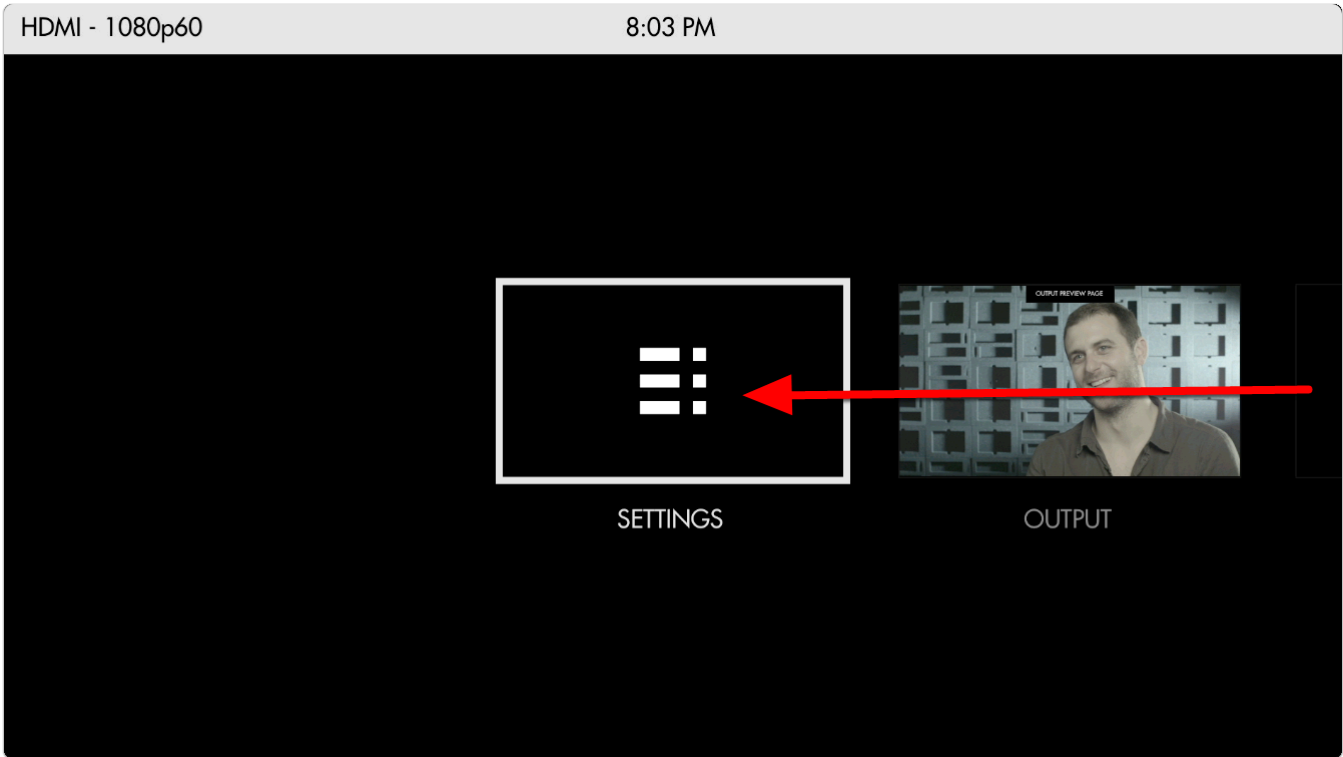 HDMI - 1080p60
8:03 PM
OUTPUT PREVIEW PAGE
SETTINGS
OUTPUT